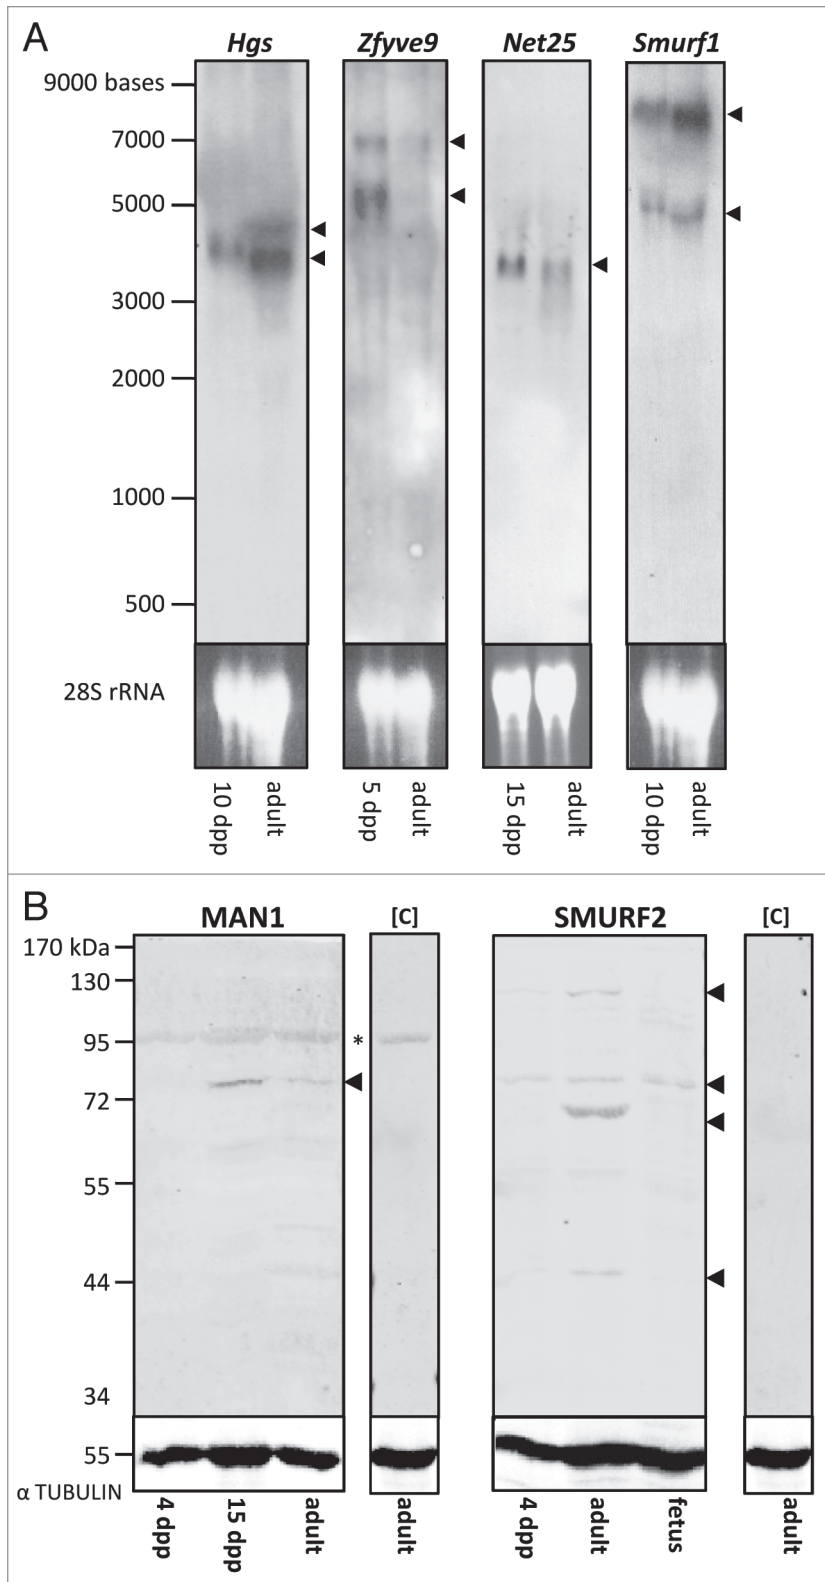 A
Hgs Zfyve9 Net25 Smurf1
9000 bases
7000
5000
3000
2000
1000
500
28S rRNA
10 dpp adult 5 dpp adult 15 dpp adult 10 dpp adult
B
MAN1 [C] SMURF2 [C]
170 kDa
130
95 *
72
55
44
34
55
α TUBULIN
4 dpp 15 dpp adult adult 4 dpp adult fetus adult